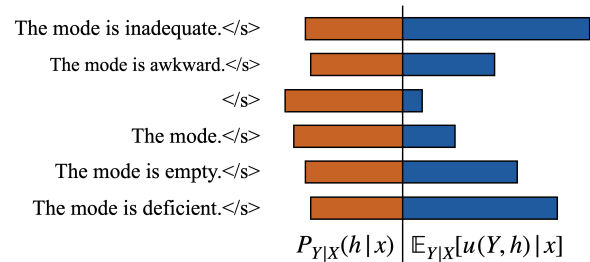 The mode is inadequate.</s>
The mode is awkward.</s>
</s>
The mode.</s>
The mode is empty.</s>
The mode is deficient.</s>
P_{Y|X}(h|x) 𝔼_{Y|X}[u(Y,h)|x]